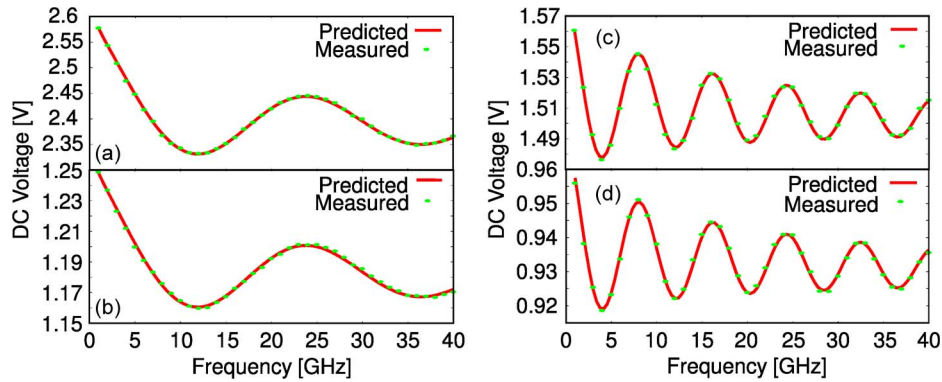 2.6
2.55
2.5
2.45
2.4
2.35
1.25
DC Voltage [V]
Predicted
Measured
(a)
1.23
1.21
1.19
1.17
1.15
Predicted
Measured
(b)
0 5 10 15 20 25 30 35 40
Frequency [GHz]
1.57
1.55
1.53
1.51
1.49
0.96
DC Voltage [V]
(c)
Predicted
Measured
0.96
0.95
0.94
0.93
0.92
(d)
Predicted
Measured
0 5 10 15 20 25 30 35 40
Frequency [GHz]